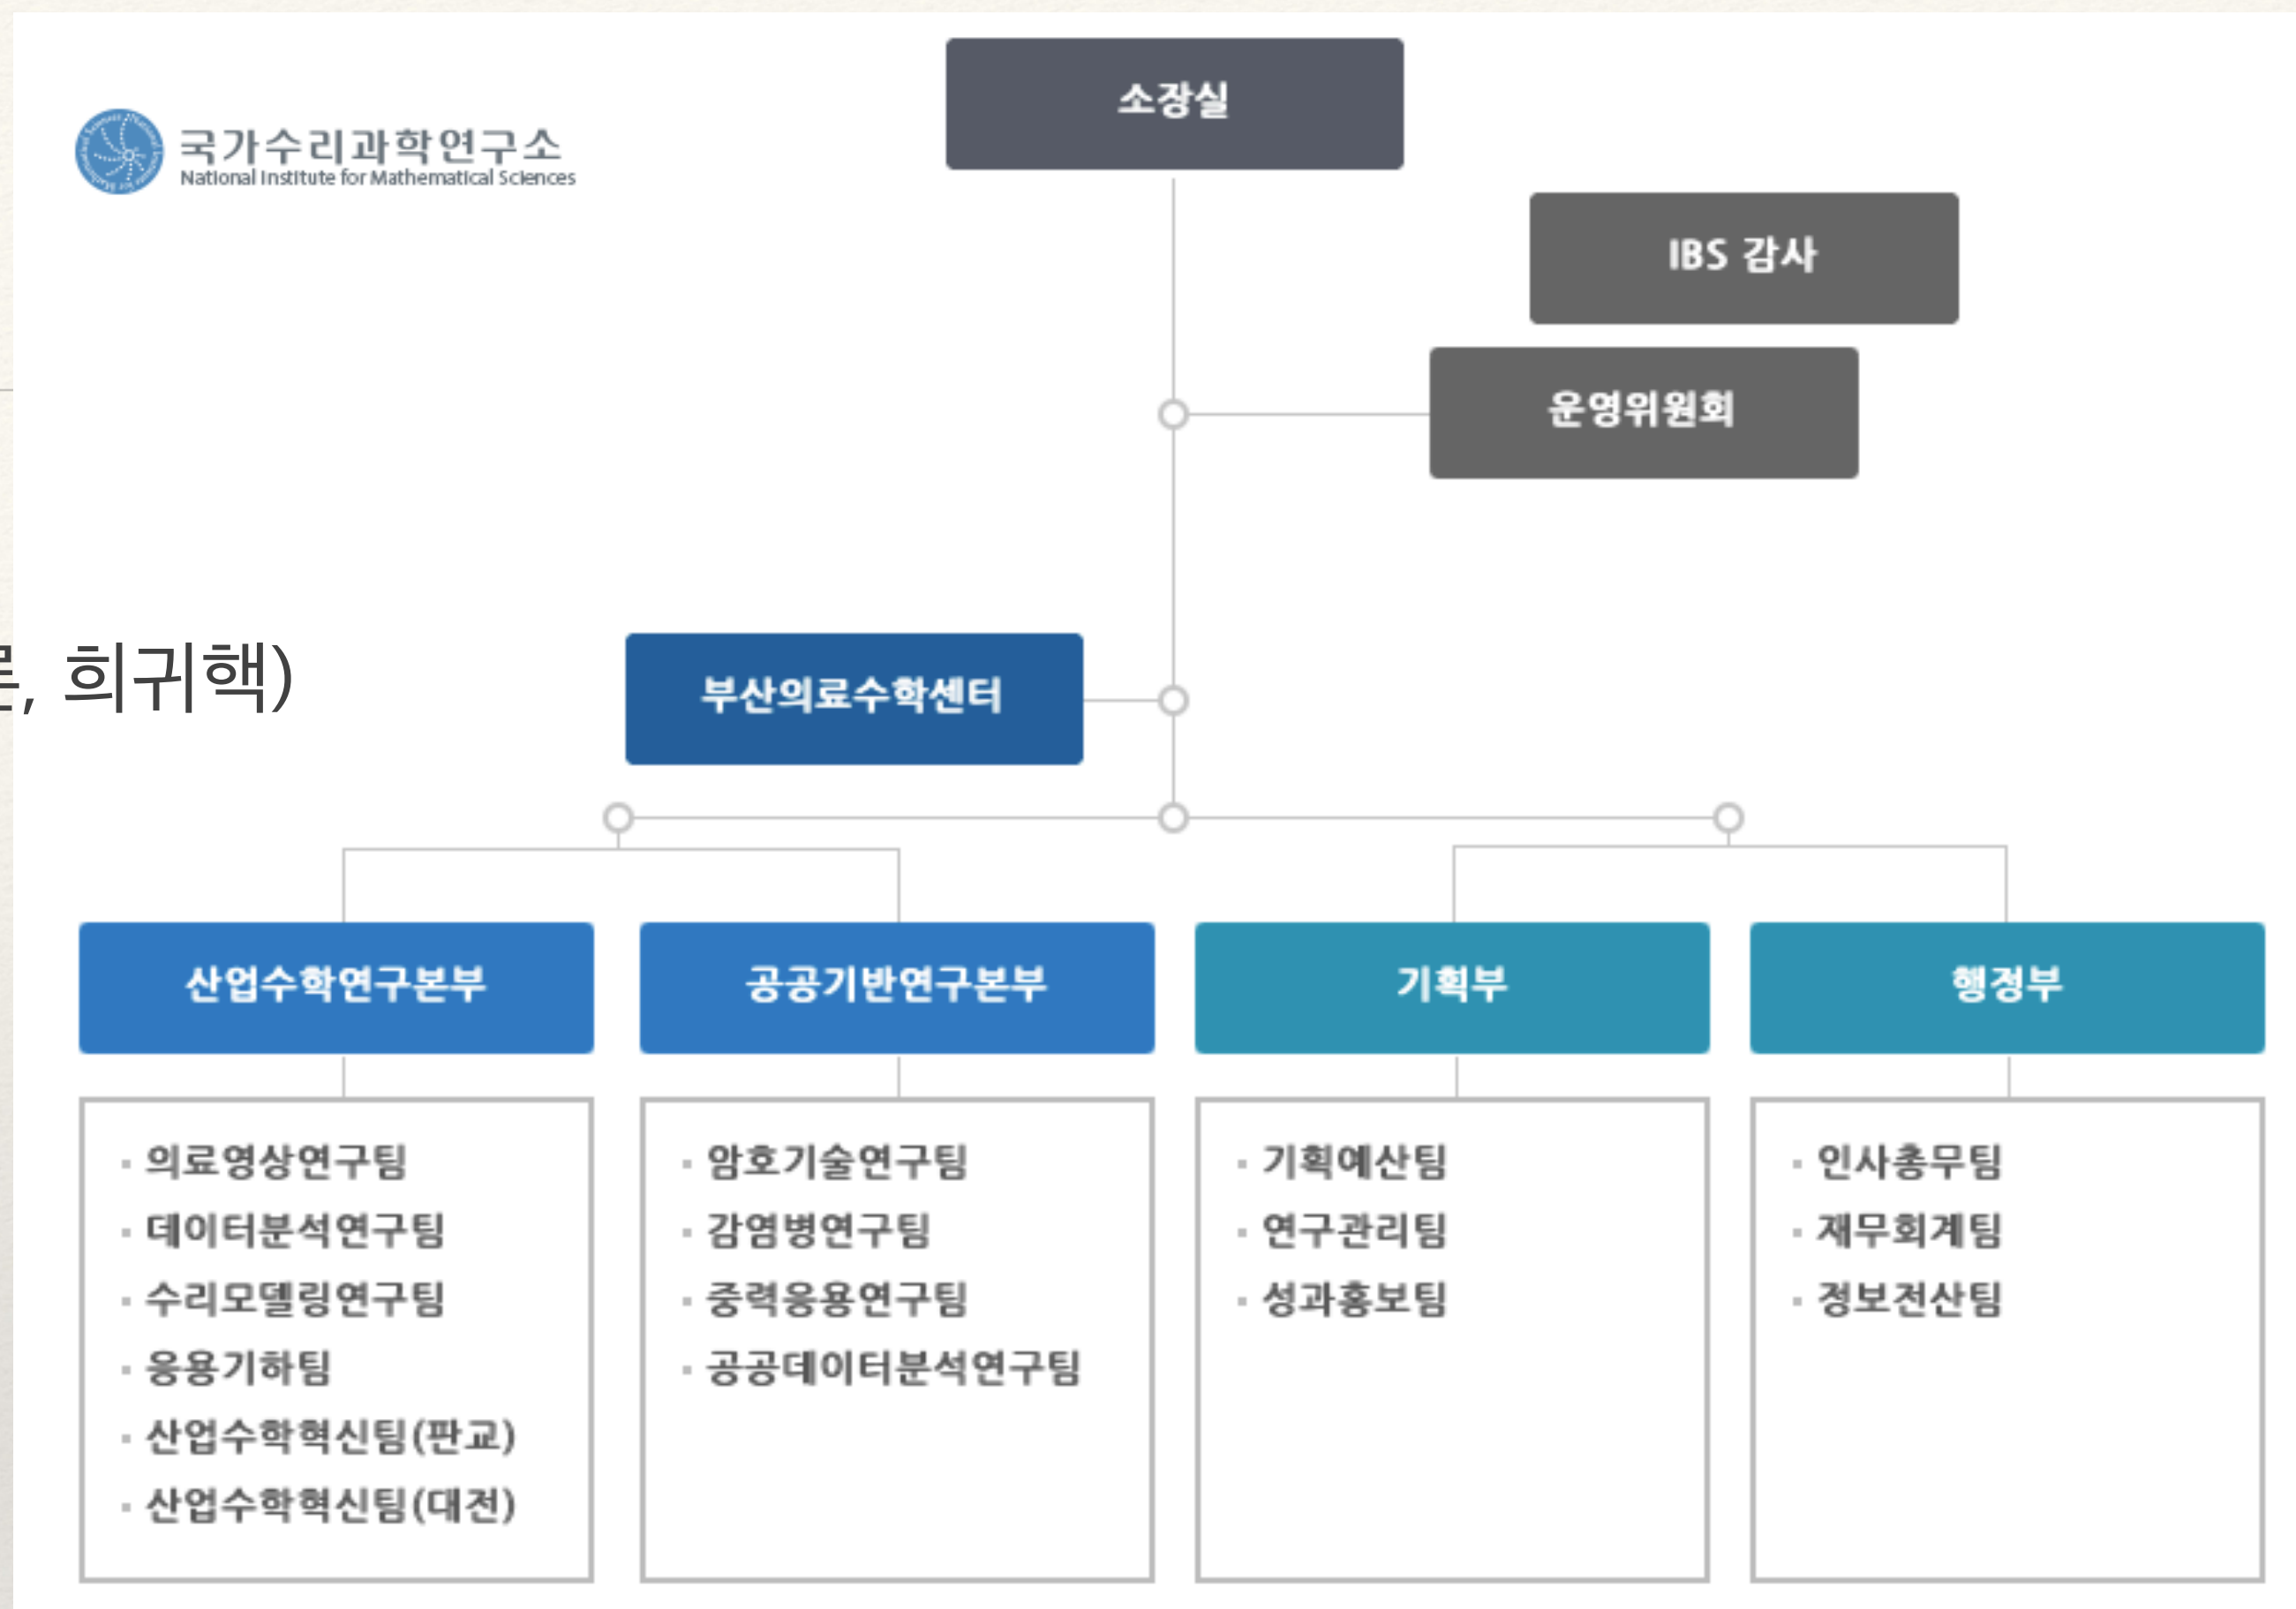 소장실
국가수리과학연구소
National Institute for Mathematical Sciences
IBS 감사
운영위원회
, 희귀핵)
부산의료수학센터
산업수학연구본부
공공기반연구본부
기획부
행정부
· 의료영상연구팀
· 데이터분석연구팀
· 수리모델링연구팀
· 응용기하팀
· 산업수학혁신팀(판교)
· 산업수학혁신팀(대전)
· 암호기술연구팀
· 감염병연구팀
· 중력응용연구팀
· 공공데이터분석연구팀
· 기획예산팀
· 연구관리팀
· 성과홍보팀
· 인사총무팀
· 재무회계팀
· 정보전산팀